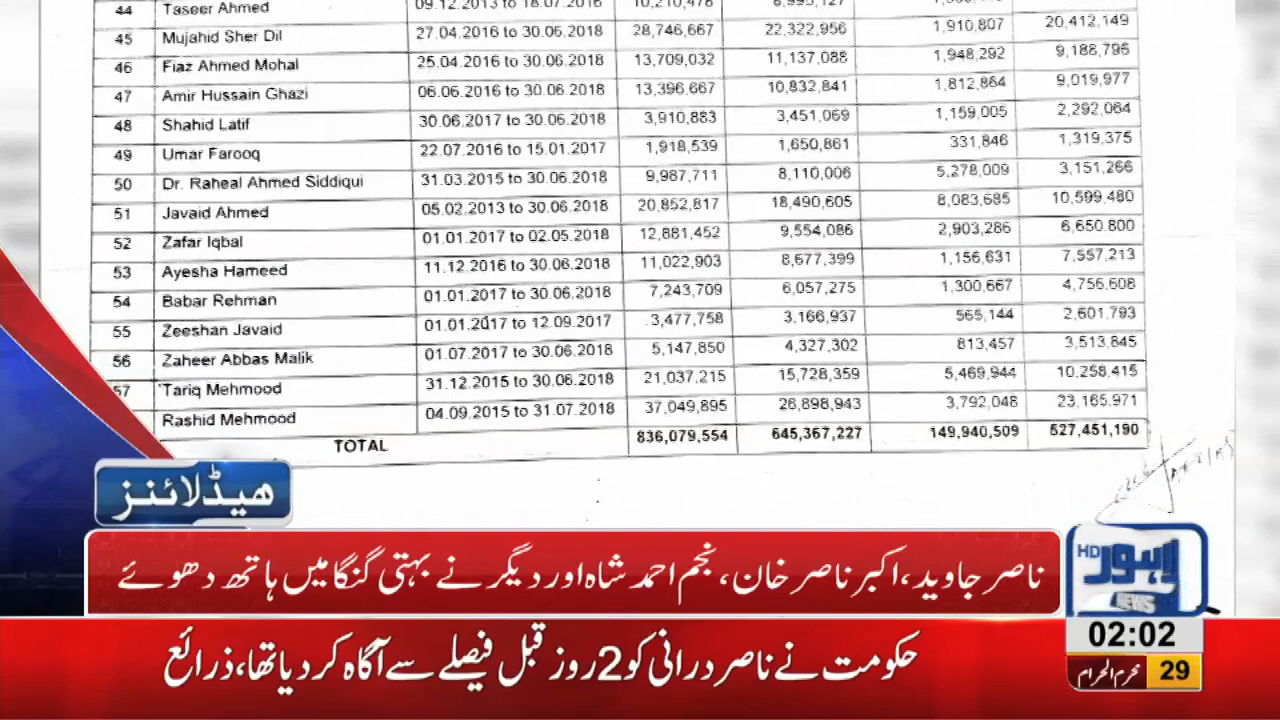 44 Taseer Ahmed 09.12.2013 to 18.07.2016
45 Mujahid Sher Dil 27.04.2016 to 30.06.2018 28,746,667 22,322,956 1,910,807 20,412,149
46 Fiaz Ahmed Mohal 25.04.2016 to 30.06.2018 13,709,032 11,137,088 1,948,292 9,188,796
47 Amir Hussain Ghazi 06.06.2016 to 30.06.2018 13,396,667 10,832,841 1,812,864 9,019,977
48 Shahid Latif 30.06.2017 to 30.06.2018 3,910,883 3,451,069 1,159,005 2,292,064
49 Umar Farooq 22.07.2016 to 15.01.2017 1,918,539 1,650,861 331,846 1,319,375
50 Dr. Raheal Ahmed Siddiqui 31.03.2015 to 30.06.2018 9,987,711 8,110,006 5,278,009 3,151,266
51 Javaid Ahmed 05.02.2013 to 30.06.2018 20,852,817 18,490,605 8,083,685 10,599,480
52 Zafar Iqbal 01.01.2017 to 02.05.2018 12,881,452 9,554,086 2,903,286 6,650.800
53 Ayesha Hameed 11.12.2016 to 30.06.2018 11,022,903 8,677,399 1,156,631 7,557,213
54 Babar Rehman 01.01.2017 to 30.06.2018 7,243,709 6,057,275 1,300,667 4,756,608
55 Zeeshan Javaid 01.01.2017 to 12.09.2017 3,477,758 3,166,937 565,144 2,601,793
56 Zaheer Abbas Malik 01.07.2017 to 30.06.2018 5,147,850 4,327,302 813,457 3,513,845
57 Tariq Mehmood 31.12.2015 to 30.06.2018 21,037,215 15,728,359 5,469,944 10,258,415
Rashid Mehmood 04.09.2015 to 31.07.2018 37,049,895 26,898,943 3,792,048 23,165,971
TOTAL 836,079,554 645,367,227 149,940,509 527,451,190
ہیڈلائنز
ناصر جاوید، اکبر ناصر خان، نجم احمد شاہ اور دیگر نے بہتی گنگا میں ہاتھ دھوئے
حکومت نے ناصر درانی کو 2 روز قبل فیصلے سے آگاہ کر دیا تھا، ذرائع
لاہور HD
NEWS
02:02
29 محرم الحرام